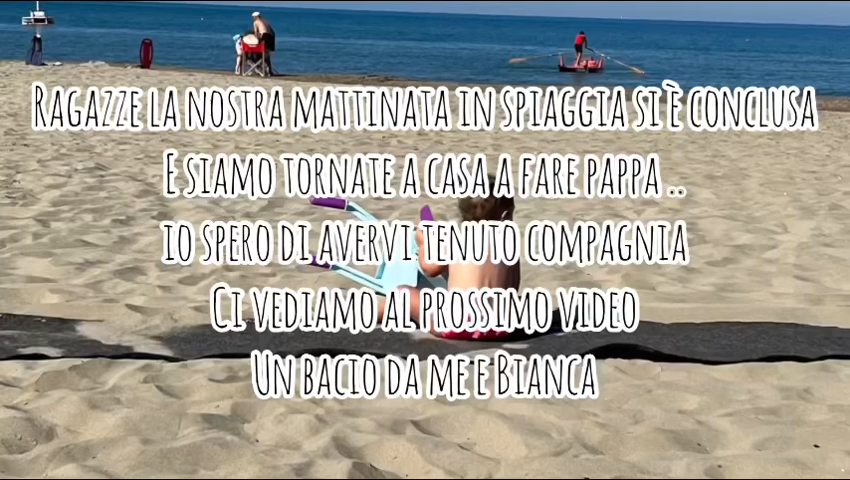 Ragazze la nostra mattinata in spiaggia si è conclusa
E siamo tornate a casa a fare pappa ..
io spero di avervi tenuto compagnia
Ci vediamo al prossimo video
Un bacio da me e Bianca